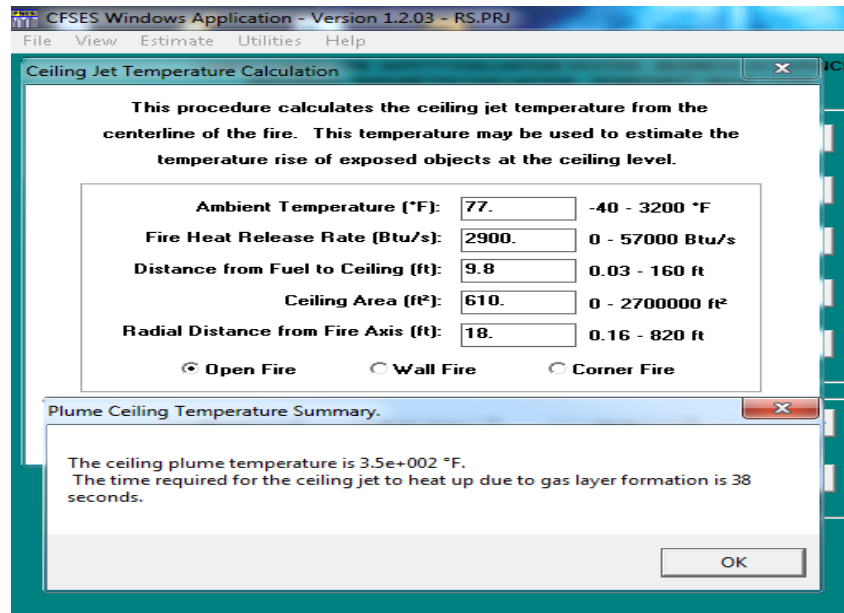 CFSES Windows Application - Version 1.2.03 - RS.PRJ
File View Estimate Utilities Help
Ceiling Jet Temperature Calculation
This procedure calculates the ceiling jet temperature from the
centerline of the fire. This temperature may be used to estimate the
temperature rise of exposed objects at the ceiling level.
Ambient Temperature (°F): 77. -40 - 3200 °F
Fire Heat Release Rate (Btu/s): 2900. 0 - 57000 Btu/s
Distance from Fuel to Ceiling (ft): 9.8 0.03 - 160 ft
Ceiling Area (ft²): 610. 0 - 2700000 ft²
Radial Distance from Fire Axis (ft): 18. 0.16 - 820 ft
Open Fire Wall Fire Corner Fire
Plume Ceiling Temperature Summary.
The ceiling plume temperature is 3.5e+002 °F.
The time required for the ceiling jet to heat up due to gas layer formation is 38
seconds.
OK